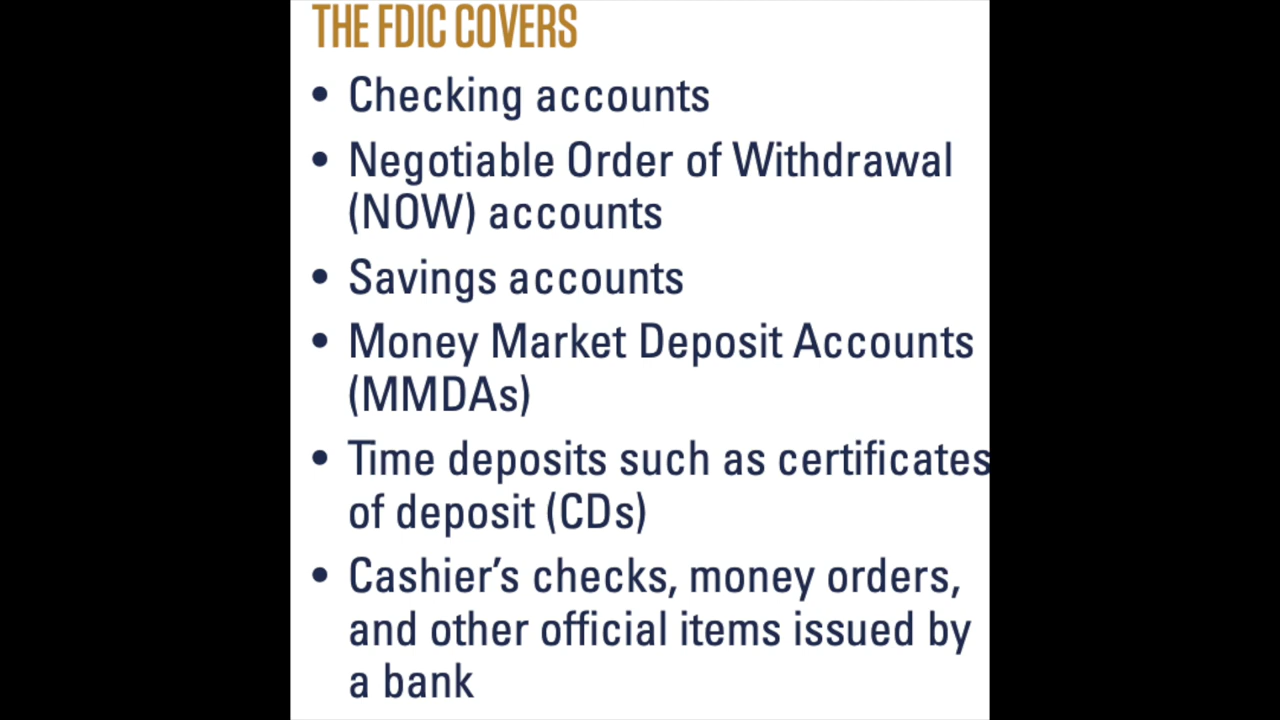 THE FDIC COVERS
• Checking accounts
• Negotiable Order of Withdrawal
(NOW) accounts
• Savings accounts
• Money Market Deposit Accounts
(MMDAs)
• Time deposits such as certificates
of deposit (CDs)
• Cashier’s checks, money orders,
and other official items issued by
a bank